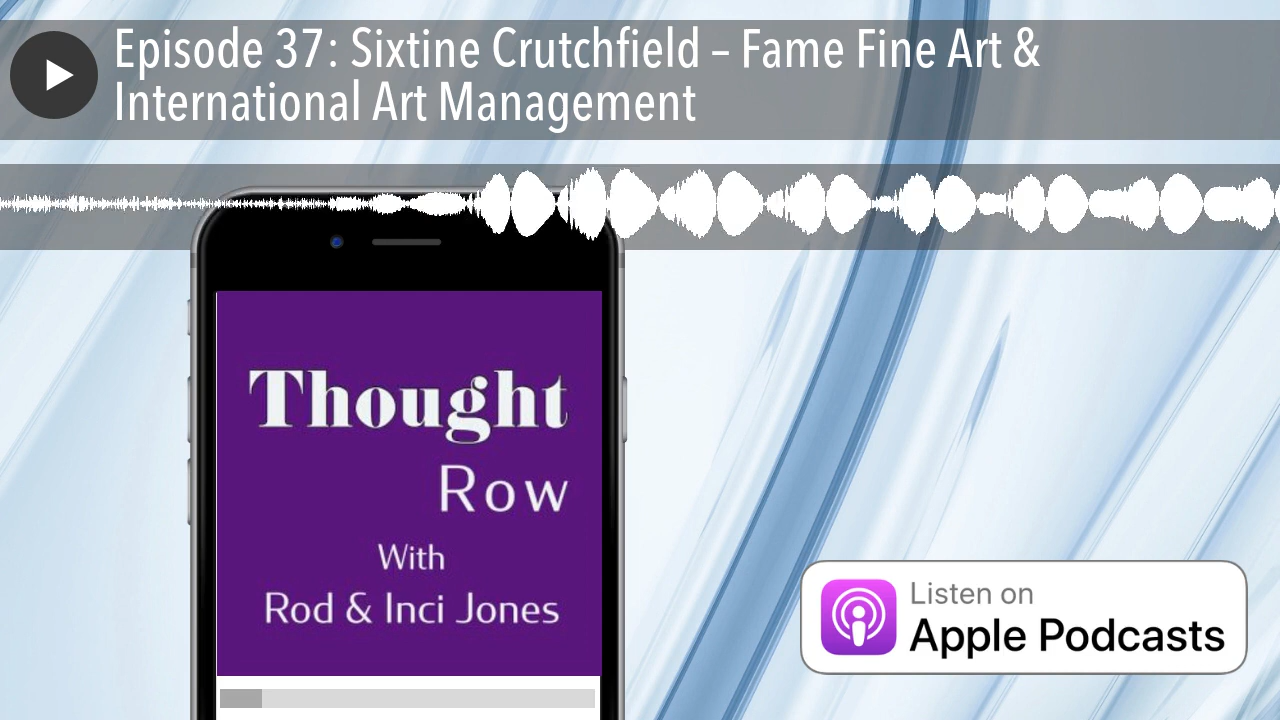 Episode 37: Sixtine Crutchfield – Fame Fine Art &
International Art Management
Thought
Row
With
Rod & Inci Jones
Listen on
Apple Podcasts